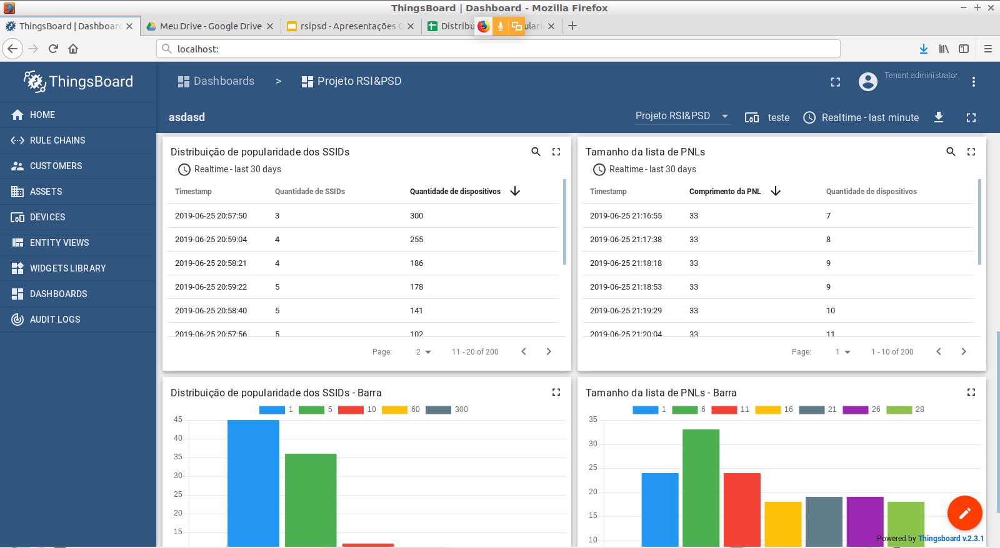 ThingsBoard | Dashboard - Mozilla Firefox
ThingsBoard | Dashboar
Meu Drive - Google Drive
rsipsd - Apresentações G
Distribu
localhost:
ThingsBoard
Dashboards > Projeto RSI&PSD
Tenant administrator
HOME
RULE CHAINS
CUSTOMERS
ASSETS
DEVICES
ENTITY VIEWS
WIDGETS LIBRARY
DASHBOARDS
AUDIT LOGS
asdasd
Projeto RSI&PSD
teste
Realtime - last minute
Distribuição de popularidade dos SSIDs
Realtime - last 30 days
Timestamp Quantidade de SSIDs Quantidade de dispositivos
2019-06-25 20:57:50 3 300
2019-06-25 20:59:04 4 255
2019-06-25 20:58:21 4 186
2019-06-25 20:59:22 5 178
2019-06-25 20:58:40 5 141
2019-06-25 20:57:56 5 102
Page: 2 11 - 20 of 200
Tamanho da lista de PNLs
Realtime - last 30 days
Timestamp Comprimento da PNL Quantidade de dispositivos
2019-06-25 21:16:55 33 7
2019-06-25 21:17:38 33 8
2019-06-25 21:18:18 33 9
2019-06-25 21:18:53 33 9
2019-06-25 21:19:29 33 10
2019-06-25 21:20:04 33 11
Page: 1 1 - 10 of 200
Distribuição de popularidade dos SSIDs - Barra
1 5 10 60 300
45
40
35
30
25
20
15
Tamanho da lista de PNLs - Barra
1 6 11 16 21 26 28
35
30
25
20
15
10
Powered by Thingsboard v.2.3.1